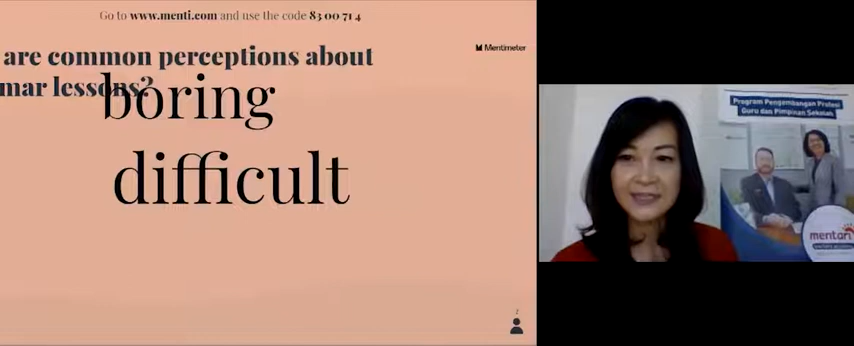 Go to www.menti.com and use the code 83 00 71 4
are common perceptions about
mar lessons?
Mentimeter
boring
difficult
2
Program Pengembangan Profesi
Guru dan Pimpinan Sekolah
mentari